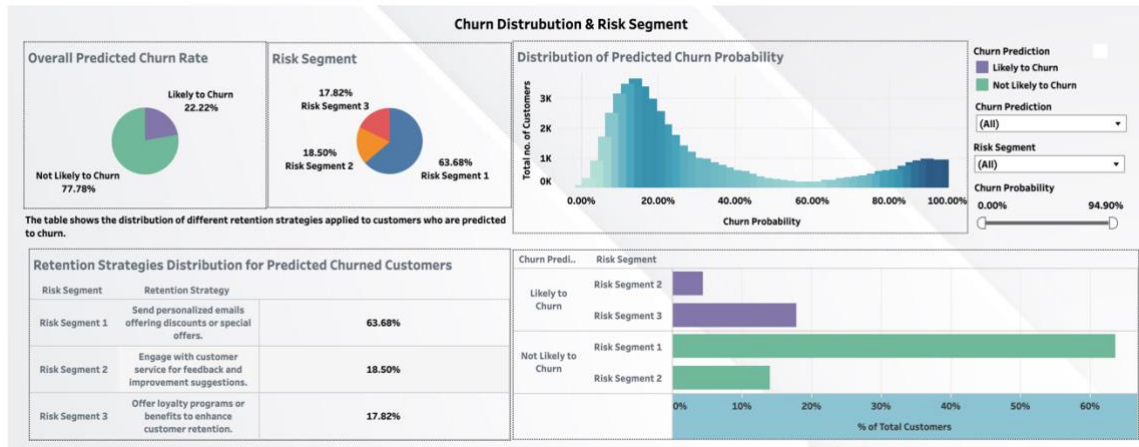 Churn Distrubution & Risk Segment
Overall Predicted Churn Rate
Likely to Churn
22.22%
Not Likely to Churn
77.78%
Risk Segment
17.82%
Risk Segment 3
18.50%
Risk Segment 2
63.68%
Risk Segment 1
Distribution of Predicted Churn Probability
Total no. of Customers
3K
2K
1K
0K
0.00% 20.00% 40.00% 60.00% 80.00% 100.00%
Churn Probability
Churn Prediction
Likely to Churn
Not Likely to Churn
Churn Prediction
(All)
Risk Segment
(All)
Churn Probability
0.00% 94.90%
The table shows the distribution of different retention strategies applied to customers who are predicted
to churn.
Retention Strategies Distribution for Predicted Churned Customers
Risk Segment Retention Strategy
Risk Segment 1
Send personalized emails
offering discounts or special
offers.
63.68%
Risk Segment 2
Engage with customer
service for feedback and
improvement suggestions.
18.50%
Risk Segment 3
Offer loyalty programs or
benefits to enhance
customer retention.
17.82%
Churn Predi.. Risk Segment
Likely to
Churn
Risk Segment 2
Risk Segment 3
Not Likely to
Churn
Risk Segment 1
Risk Segment 2
0% 10% 20% 30% 40% 50% 60%
% of Total Customers